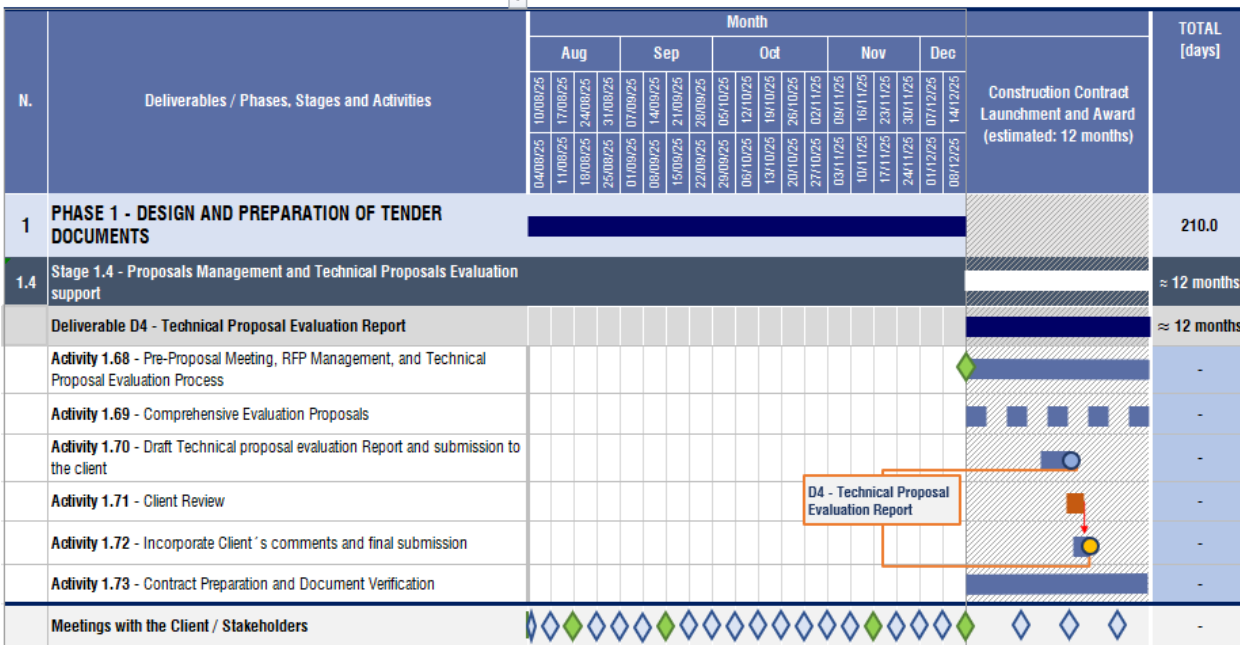 Month
TOTAL
[days]
Aug
Sep
Oct
Nov
Dec
N.
Deliverables / Phases, Stages and Activities
10/08/25
17/08/25
24/08/25
31/08/25
07/09/25
14/09/25
21/09/25
28/09/25
05/10/25
12/10/25
19/10/25
26/10/25
02/11/25
09/11/25
16/11/25
23/11/25
30/11/25
07/12/25
14/12/25
Construction Contract
Launchment and Award
(estimated: 12 months)
04/08/25
11/08/25
18/08/25
25/08/25
01/09/25
08/09/25
15/09/25
22/09/25
29/09/25
06/10/25
13/10/25
20/10/25
27/10/25
03/11/25
10/11/25
17/11/25
24/11/25
01/12/25
08/12/25
1
PHASE 1 - DESIGN AND PREPARATION OF TENDER
DOCUMENTS
210.0
1.4
Stage 1.4 - Proposals Management and Technical Proposals Evaluation
support
≈ 12 months
Deliverable D4 - Technical Proposal Evaluation Report
≈ 12 months
Activity 1.68 - Pre-Proposal Meeting, RFP Management, and Technical
Proposal Evaluation Process
-
Activity 1.69 - Comprehensive Evaluation Proposals
-
Activity 1.70 - Draft Technical proposal evaluation Report and submission to
the client
-
D4 - Technical Proposal
Evaluation Report
Activity 1.71 - Client Review
-
Activity 1.72 - Incorporate Client´s comments and final submission
-
Activity 1.73 - Contract Preparation and Document Verification
-
Meetings with the Client / Stakeholders
-